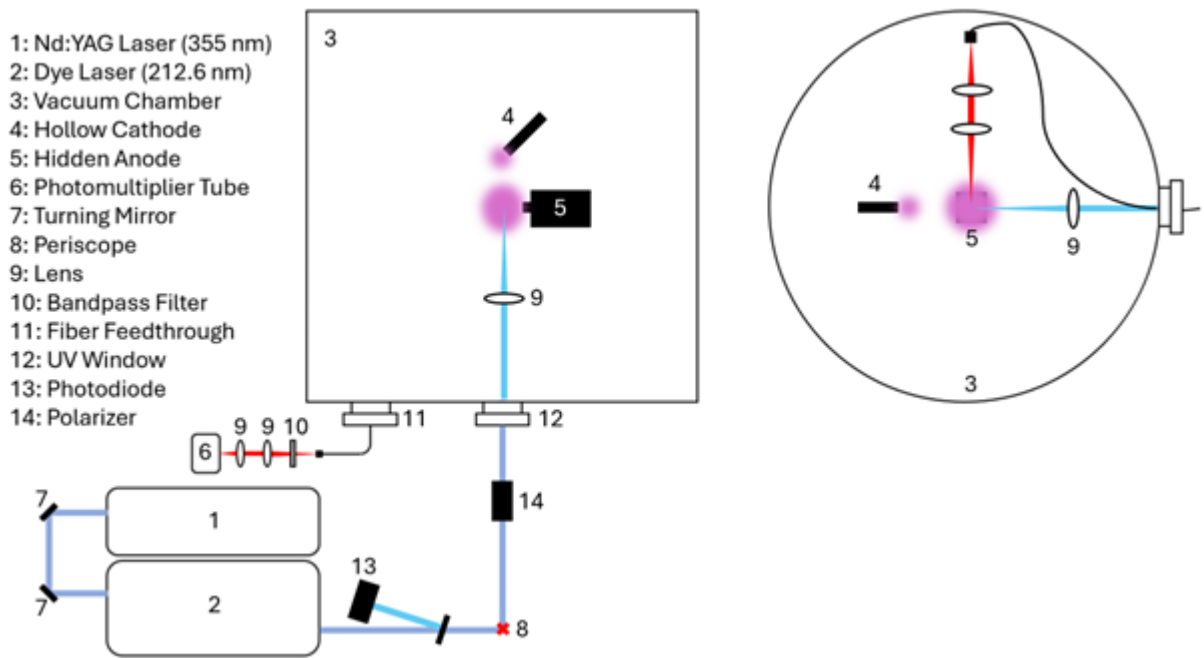 1: Nd:YAG Laser (355 nm)
2: Dye Laser (212.6 nm)
3: Vacuum Chamber
4: Hollow Cathode
5: Hidden Anode
6: Photomultiplier Tube
7: Turning Mirror
8: Periscope
9: Lens
10: Bandpass Filter
11: Fiber Feedthrough
12: UV Window
13: Photodiode
14: Polarizer
3
4
5
9
11
12
9 9 10
6
14
7
1
7
2
13
8
4
5
9
3